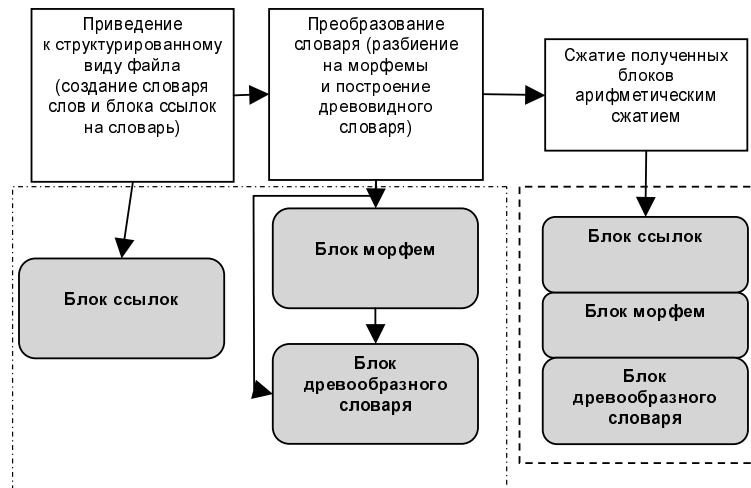 Приведение
к структурированному
виду файла
(создание словаря
слов и блока ссылок
на словарь)
Преобразование
словаря (разбиение
на морфемы
и построение
древовидного
словаря)
Сжатие полученных
блоков
арифметическим
сжатием
Блок ссылок
Блок морфем
Блок
древообразного
словаря
Блок ссылок
Блок морфем
Блок
древообразного
словаря